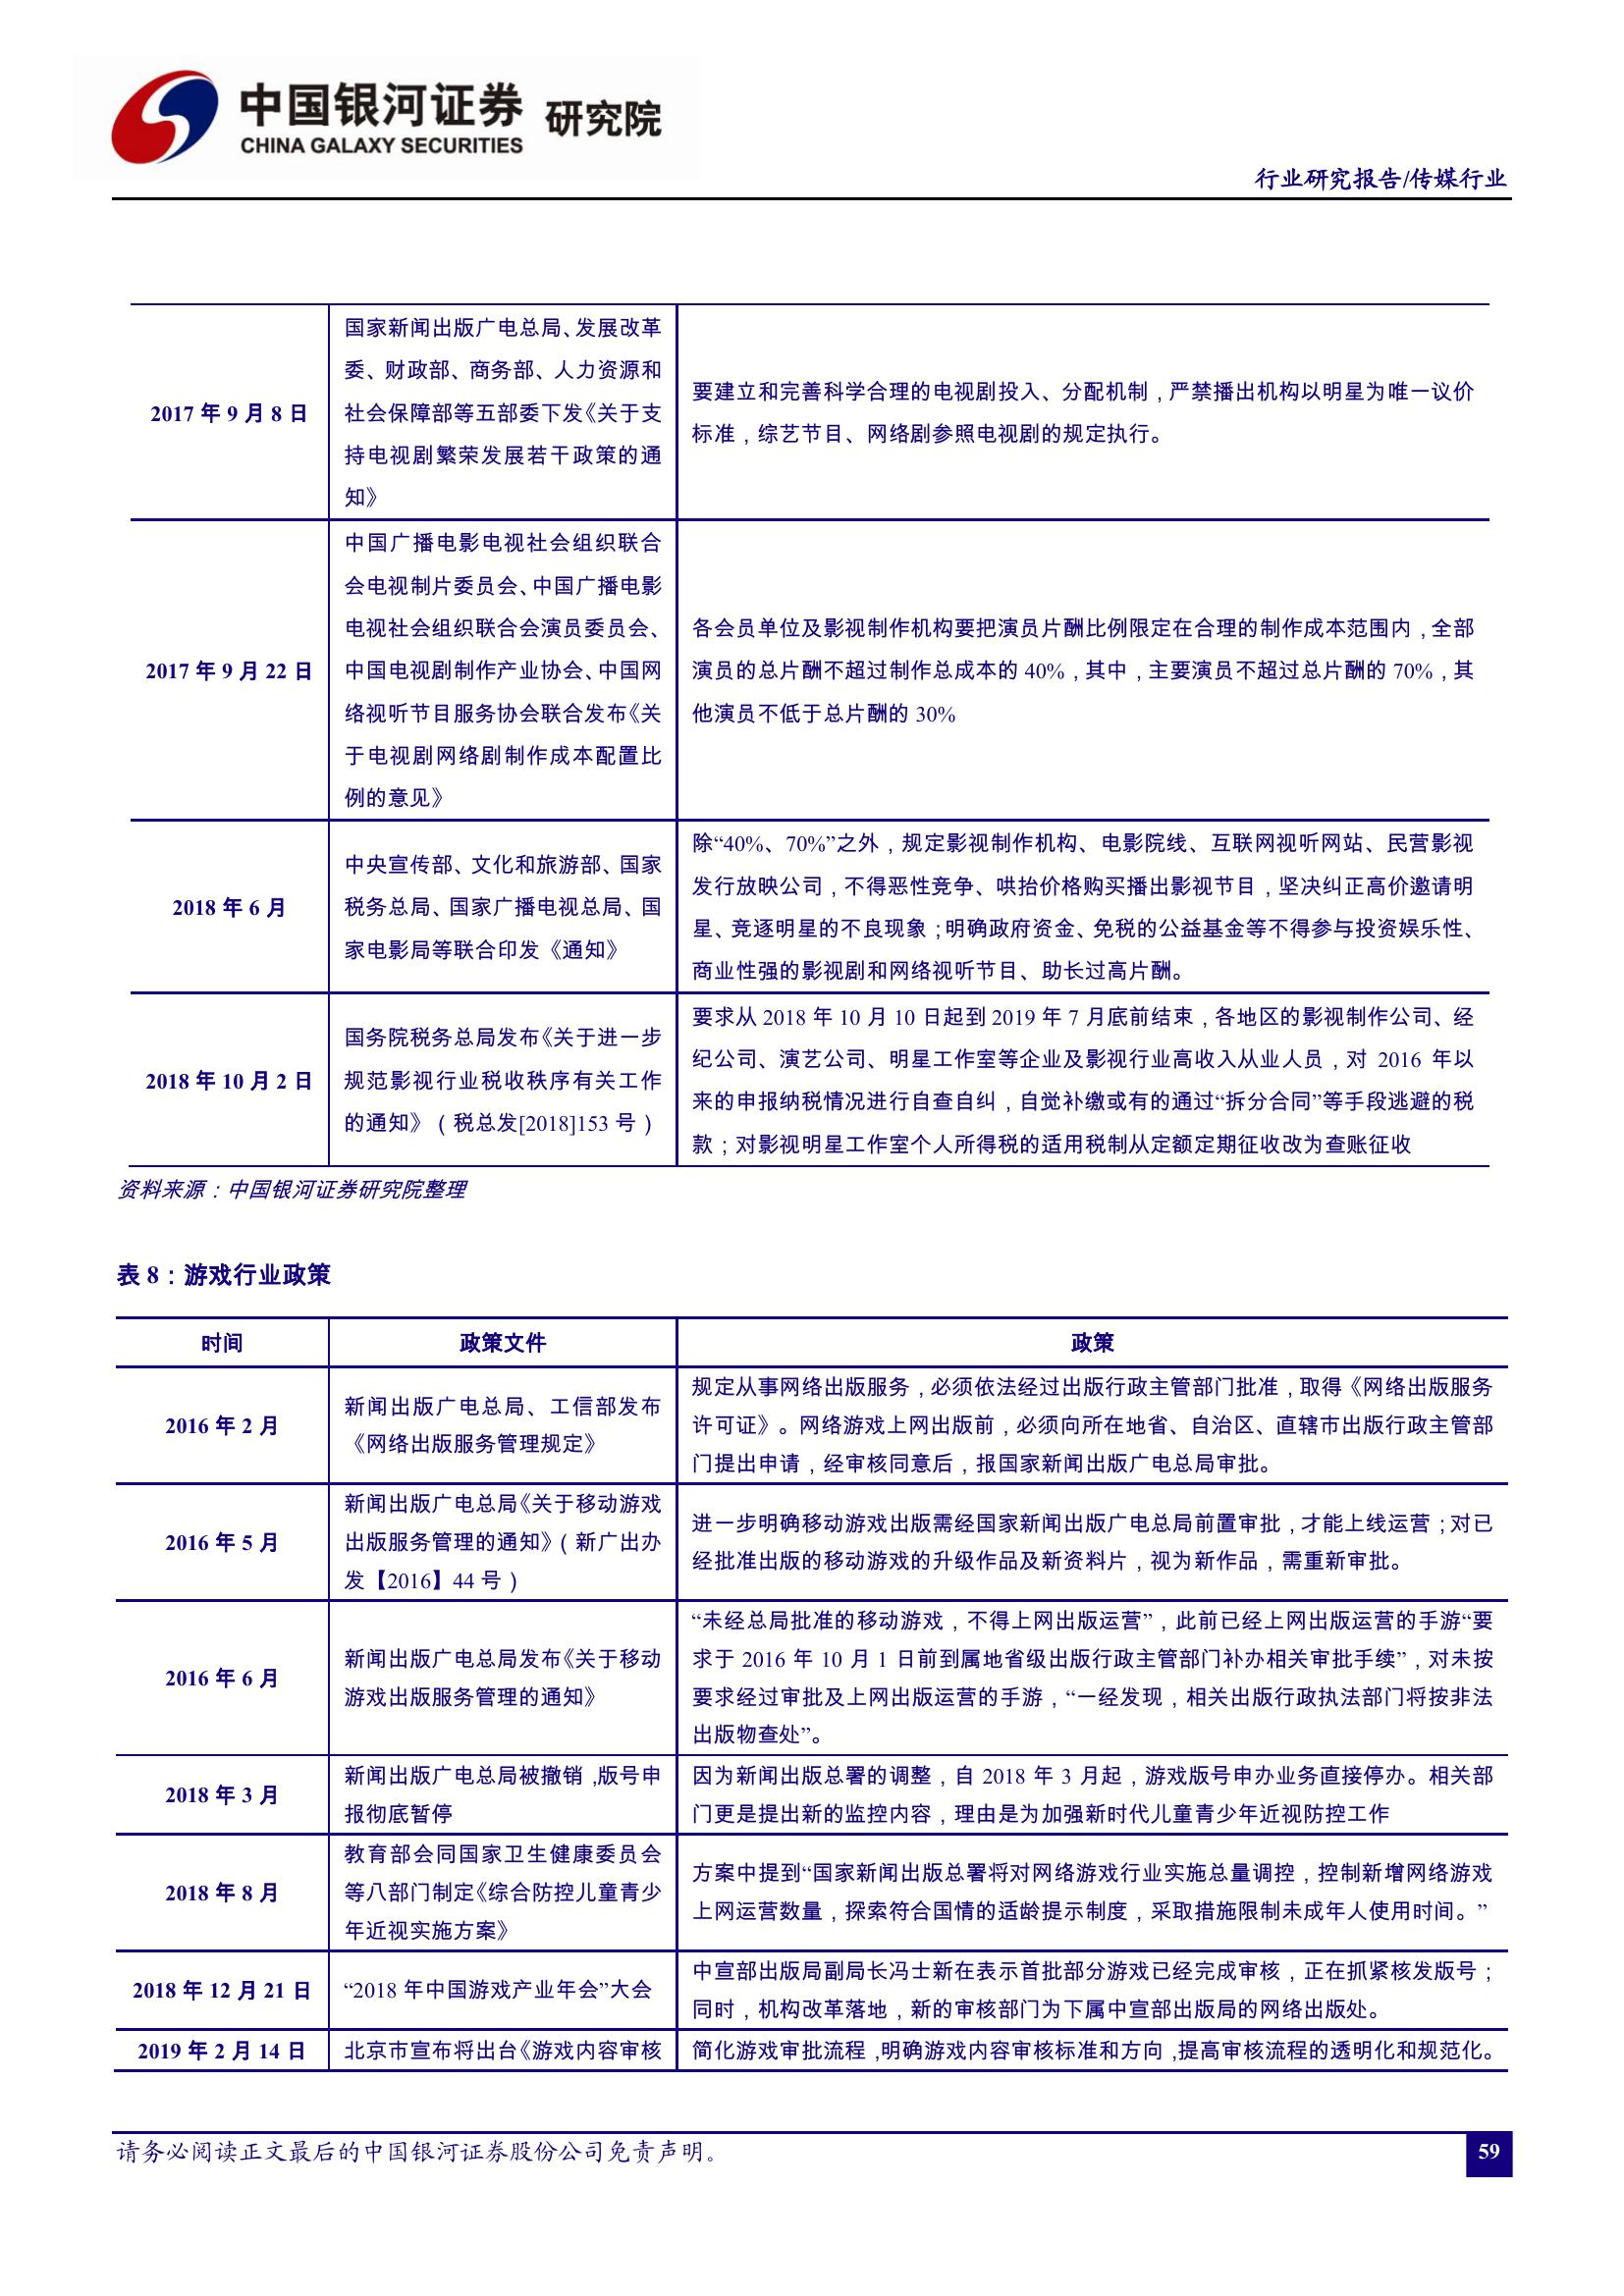 中国银河证券 研究院
CHINA GALAXY SECURITIES
行业研究报告/传媒行业
2017 年 9 月 8 日
国家新闻出版广电总局、发展改革
委、财政部、商务部、人力资源和
社会保障部等五部委下发《关于支
持电视剧繁荣发展若干政策的通
知》
要建立和完善科学合理的电视剧投入、分配机制，严禁播出机构以明星为唯一议价
标准，综艺节目、网络剧参照电视剧的规定执行。
2017 年 9 月 22 日
中国广播电影电视社会组织联合
会电视制片委员会、中国广播电影
电视社会组织联合会演员委员会、
中国电视剧制作产业协会、中国网
络视听节目服务协会联合发布《关
于电视剧网络剧制作成本配置比
例的意见》
各会员单位及影视制作机构要把演员片酬比例限定在合理的制作成本范围内，全部
演员的总片酬不超过制作总成本的 40%，其中，主要演员不超过总片酬的 70%，其
他演员不低于总片酬的 30%
2018 年 6 月
中央宣传部、文化和旅游部、国家
税务总局、国家广播电视总局、国
家电影局等联合印发《通知》
除“40%、70%”之外，规定影视制作机构、电影院线、互联网视听网站、民营影视
发行放映公司，不得恶性竞争、哄抬价格购买播出影视节目，坚决纠正高价邀请明
星、竞逐明星的不良现象；明确政府资金、免税的公益基金等不得参与投资娱乐性、
商业性强的影视剧和网络视听节目、助长过高片酬。
2018 年 10 月 2 日
国务院税务总局发布《关于进一步
规范影视行业税收秩序有关工作
的通知》（税总发[2018]153 号）
要求从 2018 年 10 月 10 日起到 2019 年 7 月底前结束，各地区的影视制作公司、经
纪公司、演艺公司、明星工作室等企业及影视行业高收入从业人员，对 2016 年以
来的申报纳税情况进行自查自纠，自觉补缴或有的通过“拆分合同”等手段逃避的税
款；对影视明星工作室个人所得税的适用税制从定额定期征收改为查账征收
资料来源：中国银河证券研究院整理
表 8：游戏行业政策
时间
政策文件
政策
2016 年 2 月
新闻出版广电总局、工信部发布
《网络出版服务管理规定》
规定从事网络出版服务，必须依法经过出版行政主管部门批准，取得《网络出版服务
许可证》。网络游戏上网出版前，必须向所在地省、自治区、直辖市出版行政主管部
门提出申请，经审核同意后，报国家新闻出版广电总局审批。
2016 年 5 月
新闻出版广电总局《关于移动游戏
出版服务管理的通知》（新广出办
发【2016】44 号）
进一步明确移动游戏出版需经国家新闻出版广电总局前置审批，才能上线运营；对已
经批准出版的移动游戏的升级作品及新资料片，视为新作品，需重新审批。
2016 年 6 月
新闻出版广电总局发布《关于移动
游戏出版服务管理的通知》
“未经总局批准的移动游戏，不得上网出版运营”，此前已经上网出版运营的手游“要
求于 2016 年 10 月 1 日前到属地省级出版行政主管部门补办相关审批手续”，对未按
要求经过审批及上网出版运营的手游，“一经发现，相关出版行政执法部门将按非法
出版物查处”。
2018 年 3 月
新闻出版广电总局被撤销，版号申
报彻底暂停
因为新闻出版总署的调整，自 2018 年 3 月起，游戏版号申办业务直接停办。相关部
门更是提出新的监控内容，理由是为加强新时代儿童青少年近视防控工作
2018 年 8 月
教育部会同国家卫生健康委员会
等八部门制定《综合防控儿童青少
年近视实施方案》
方案中提到“国家新闻出版总署将对网络游戏行业实施总量调控，控制新增网络游戏
上网运营数量，探索符合国情的适龄提示制度，采取措施限制未成年人使用时间。”
2018 年 12 月 21 日
“2018 年中国游戏产业年会”大会
中宣部出版局副局长冯士新在表示首批部分游戏已经完成审核，正在抓紧核发版号；
同时，机构改革落地，新的审核部门为下属中宣部出版局的网络出版处。
2019 年 2 月 14 日
北京市宣布将出台《游戏内容审核
简化游戏审批流程，明确游戏内容审核标准和方向，提高审核流程的透明化和规范化。
请务必阅读正文最后的中国银河证券股份公司免责声明。
59